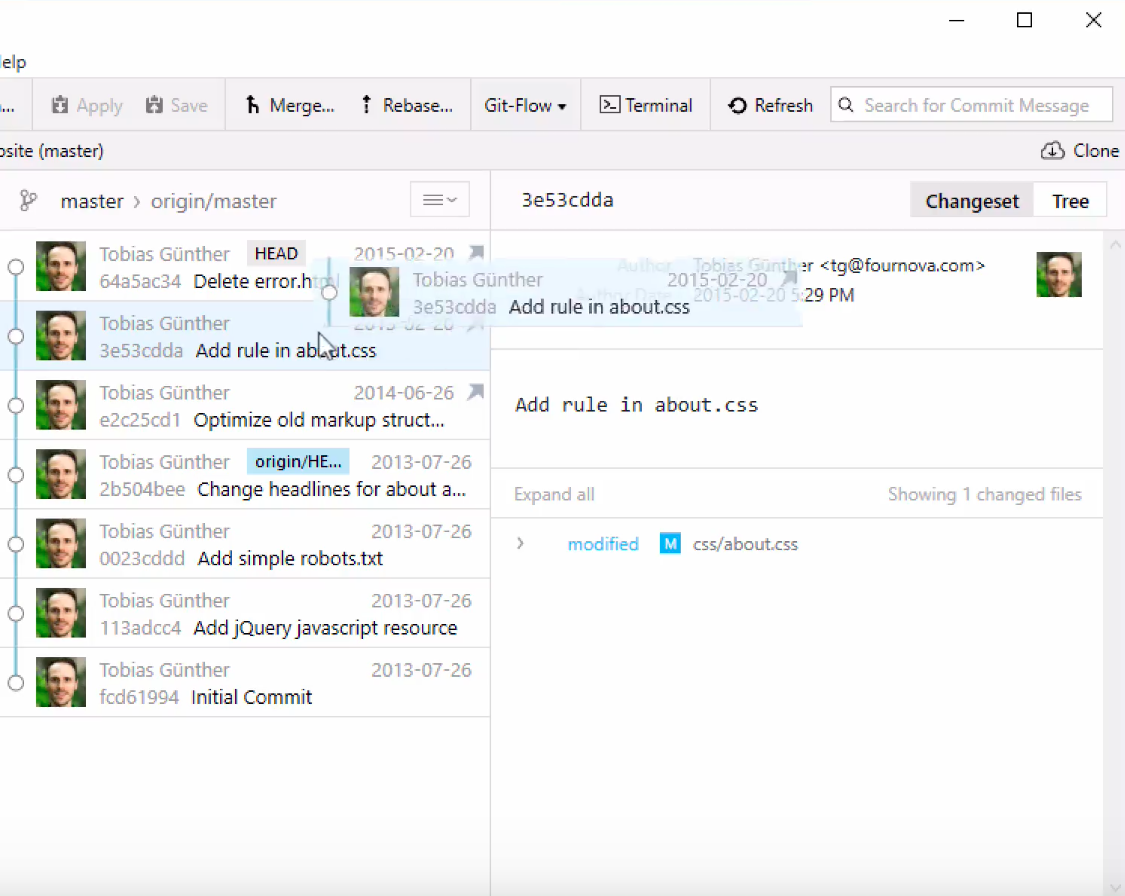 elp
... Apply Save Merge... Rebase... Git-Flow Terminal Refresh Search for Commit Message
osite (master) Clone
master › origin/master
3e53cdda Changeset Tree
Tobias Günther HEAD 2015-02-20
64a5ac34 Delete error.html
Tobias Günther
3e53cdda Add rule in about.css
Tobias Günther 2014-06-26
e2c25cd1 Optimize old markup struct...
Tobias Günther origin/HE... 2013-07-26
2b504bee Change headlines for about a...
Tobias Günther 2013-07-26
0023cddd Add simple robots.txt
Tobias Günther 2013-07-26
113adcc4 Add jQuery javascript resource
Tobias Günther 2013-07-26
fcd61994 Initial Commit
Tobias Günther 2015-02-20
3e53cdda Add rule in about.css
Author Tobias Günther <tg@fournova.com>
Author Date 2015-02-20 5:29 PM
Add rule in about.css
Expand all Showing 1 changed files
modified M css/about.css